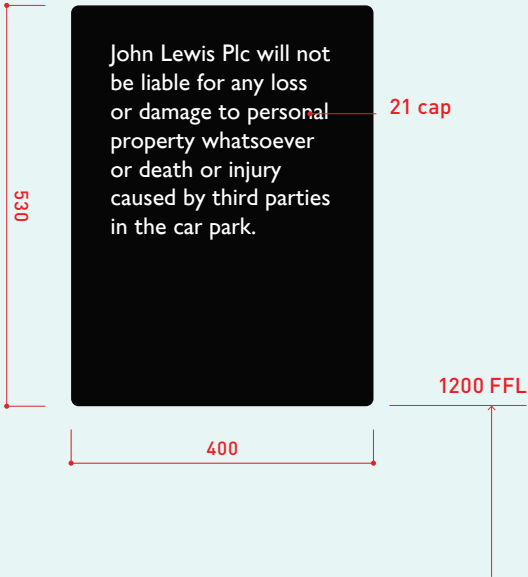 John Lewis Plc will not
be liable for any loss
or damage to personal
property whatsoever
or death or injury
caused by third parties
in the car park.
21 cap
530
1200 FFL
400